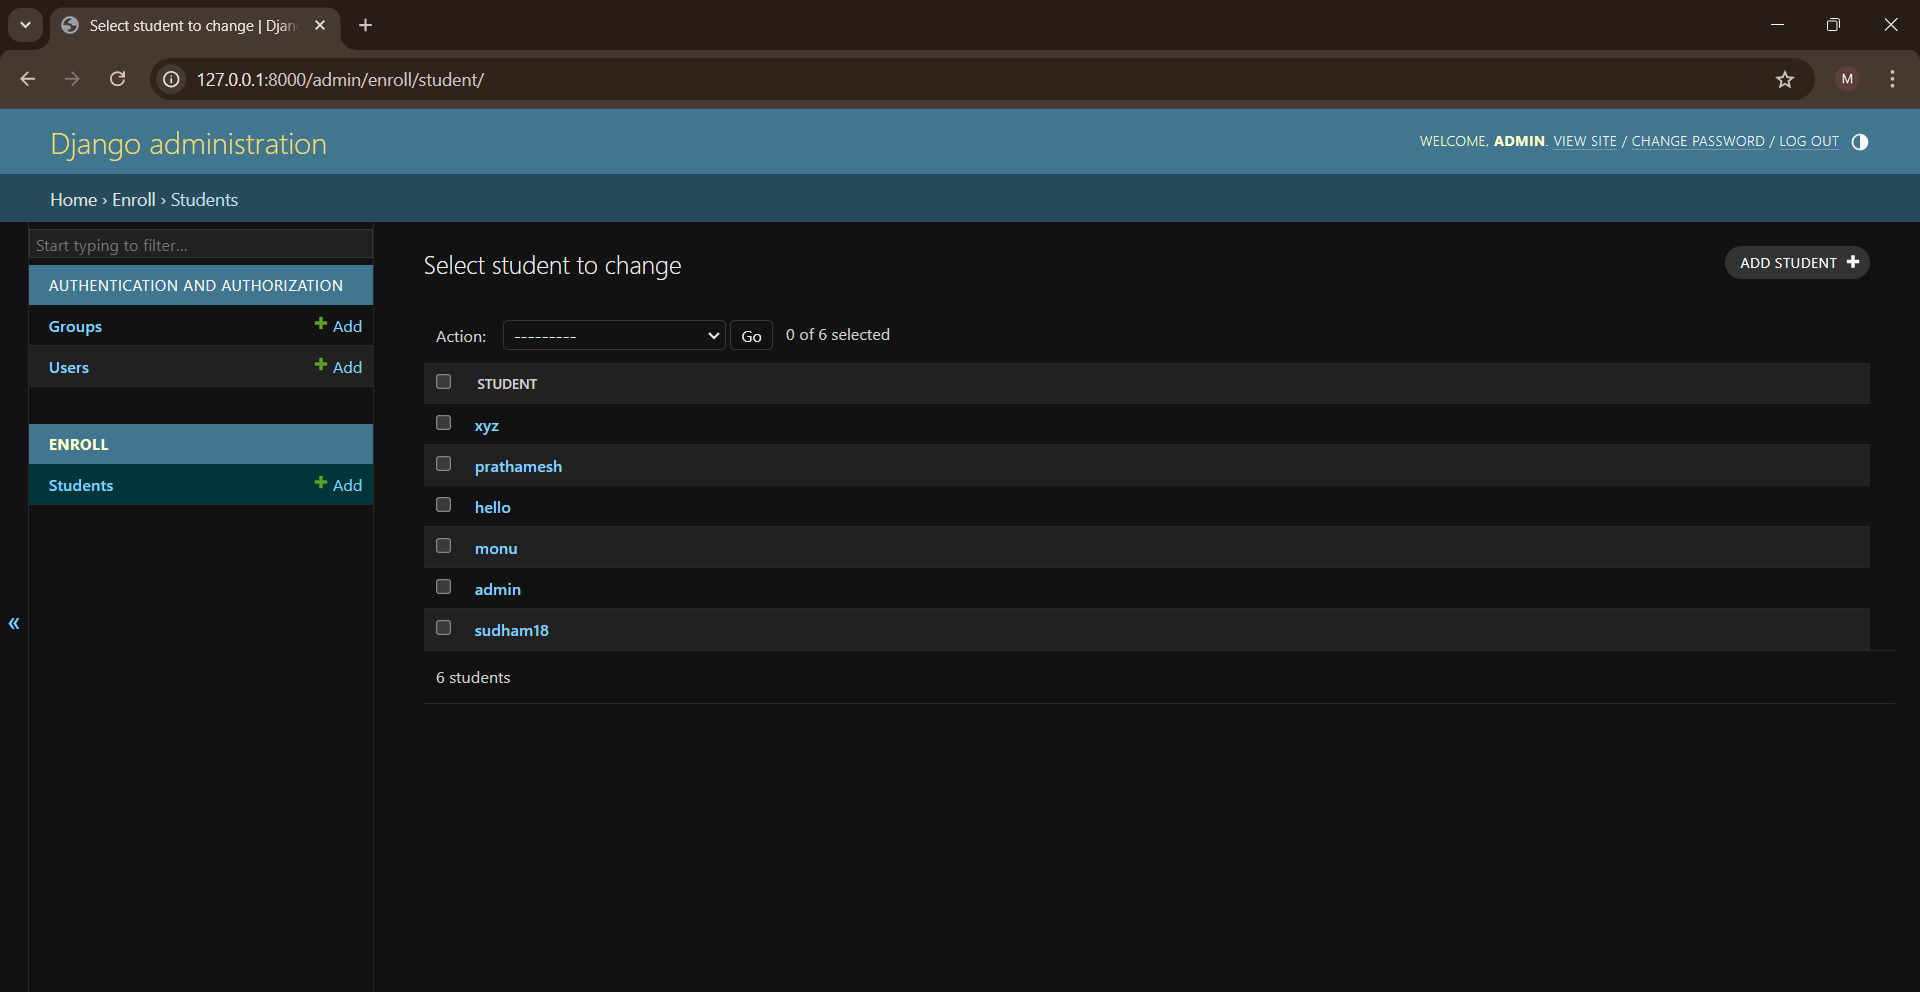 Select student to change | Djan
127.0.0.1:8000/admin/enroll/student/
M
Django administration
WELCOME, ADMIN. VIEW SITE / CHANGE PASSWORD / LOG OUT
Home › Enroll › Students
Start typing to filter...
AUTHENTICATION AND AUTHORIZATION
Groups + Add
Users + Add
ENROLL
Students + Add
«
Select student to change
ADD STUDENT +
Action: --------- Go 0 of 6 selected
STUDENT
xyz
prathamesh
hello
monu
admin
sudham18
6 students